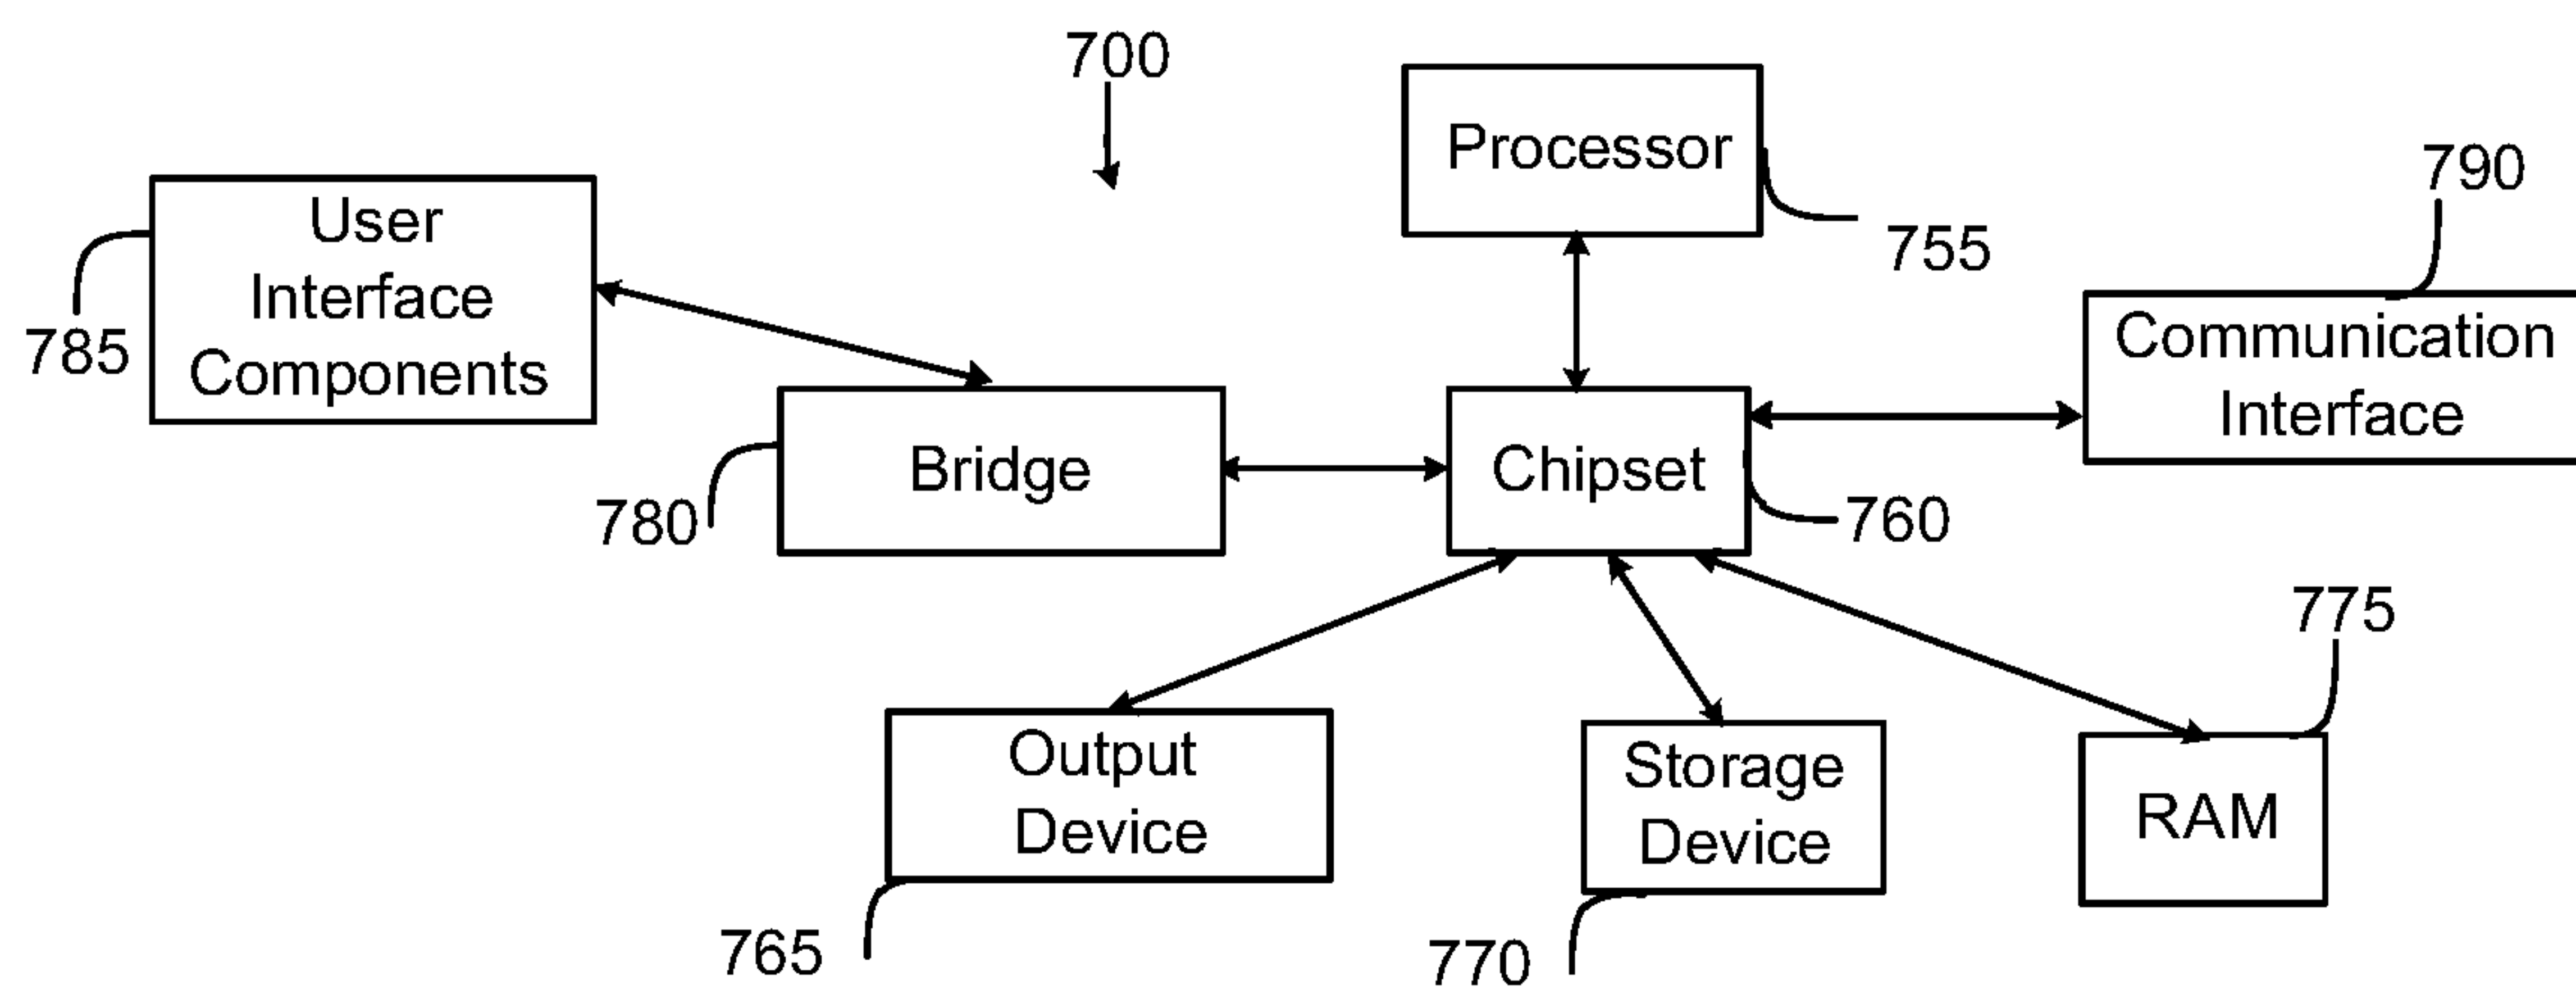 700
Processor
790
User
Interface
Components
755
785
Communication
Interface
Bridge
Chipset
780
760
775
Output
Device
Storage
Device
RAM
765
770